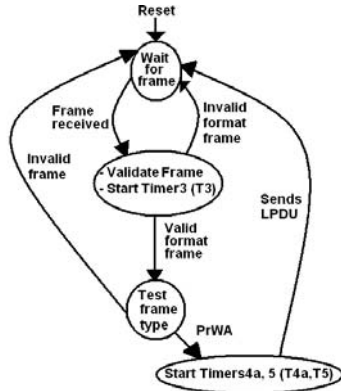 Reset
Wait
for
frame
Frame
received
Invalid
format
frame
Invalid
frame
- Validate Frame
- Start Timer3 (T3)
Sends
LPDU
Valid
format
frame
Test
frame
type
PrWA
Start Timers4a, 5 (T4a,T5)